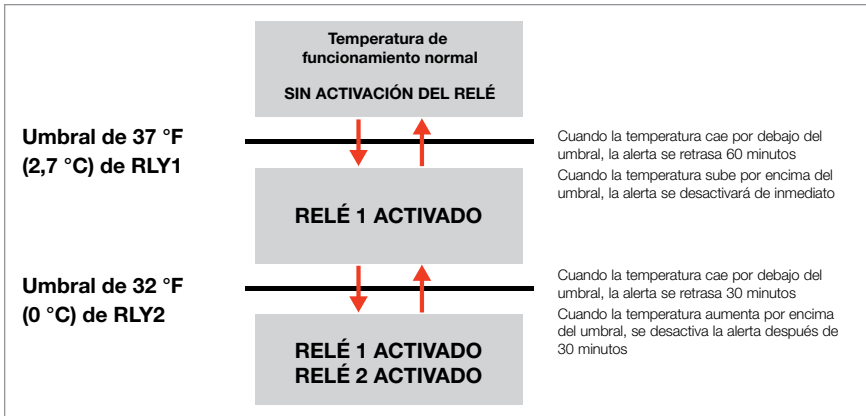 Temperatura de
funcionamiento normal
SIN ACTIVACIÓN DEL RELÉ
Umbral de 37 °F
(2,7 °C) de RLY1
Cuando la temperatura cae por debajo del
umbral, la alerta se retrasa 60 minutos
Cuando la temperatura sube por encima del
umbral, la alerta se desactivará de inmediato
RELÉ 1 ACTIVADO
Umbral de 32 °F
(0 °C) de RLY2
Cuando la temperatura cae por debajo del
umbral, la alerta se retrasa 30 minutos
Cuando la temperatura aumenta por encima
del umbral, se desactiva la alerta después de
30 minutos
RELÉ 1 ACTIVADO
RELÉ 2 ACTIVADO